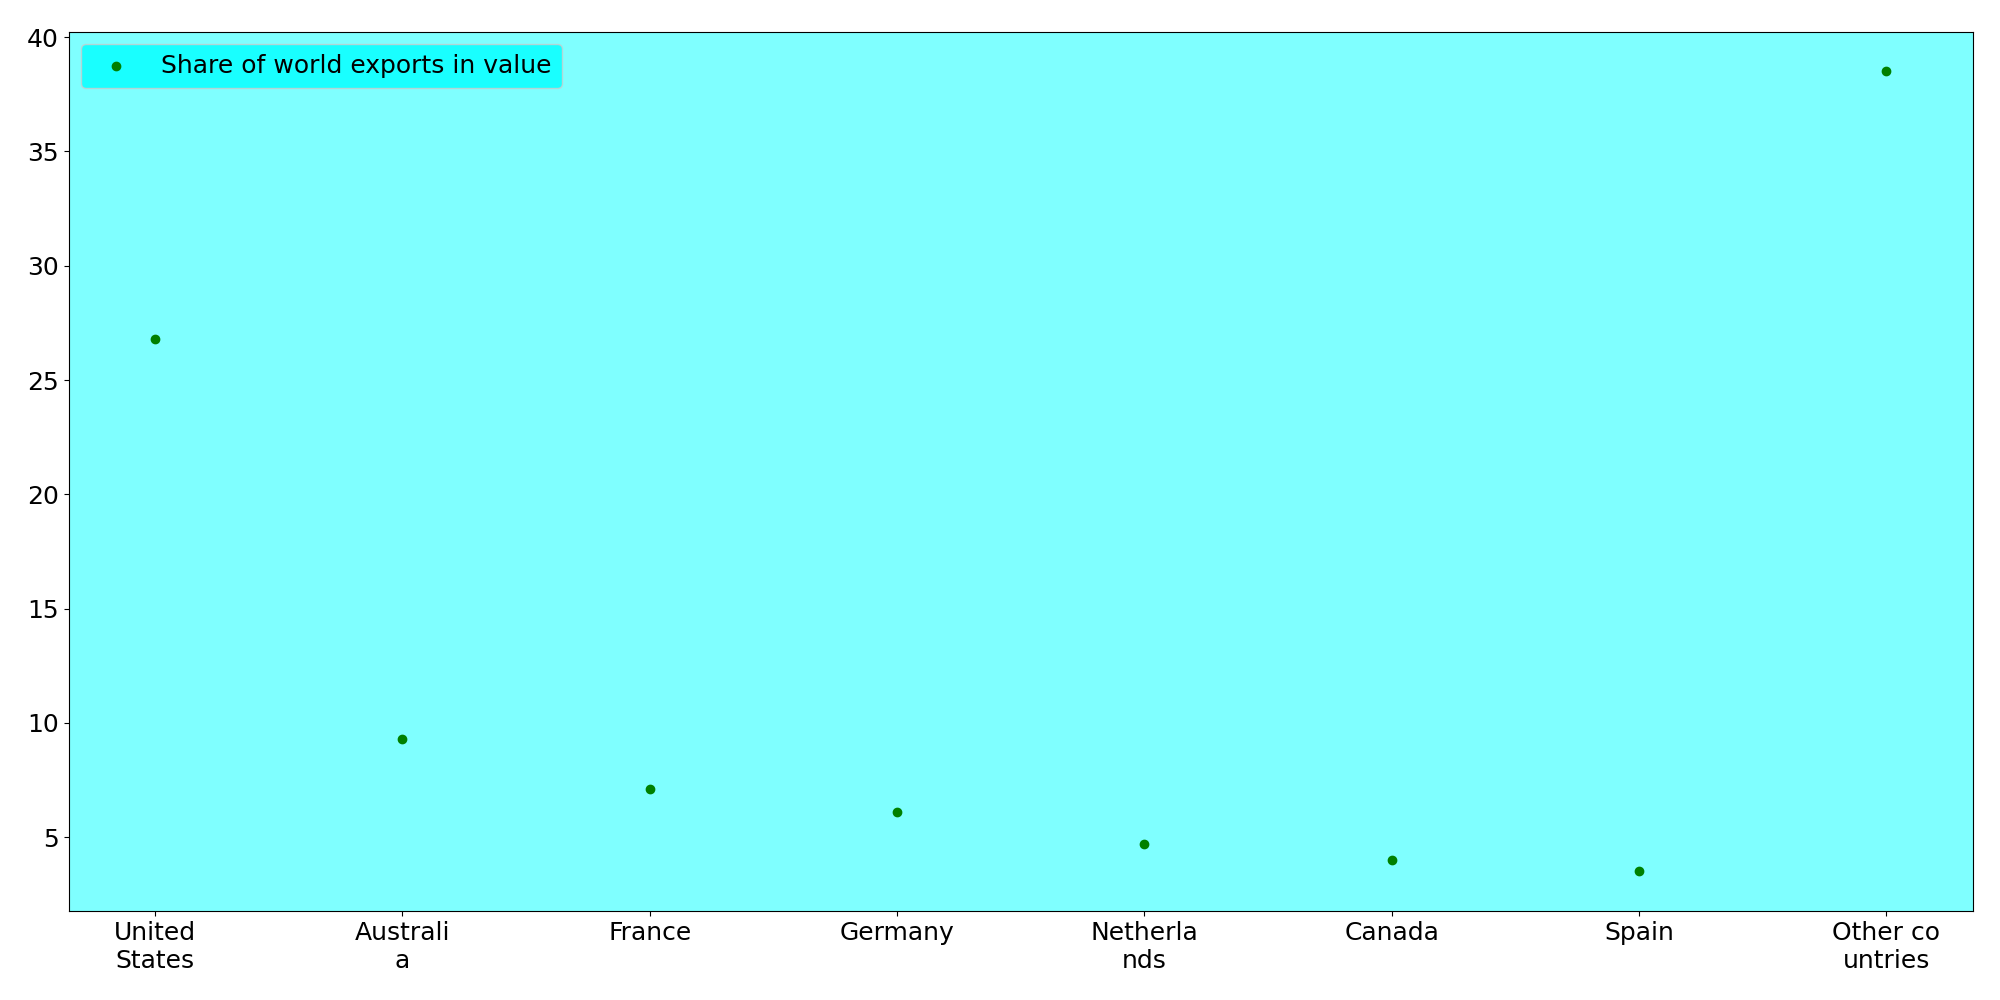 40
35
30
25
20
15
10
5
Share of world exports in value
United
States
Australi
a
France
Germany
Netherla
nds
Canada
Spain
Other co
untries